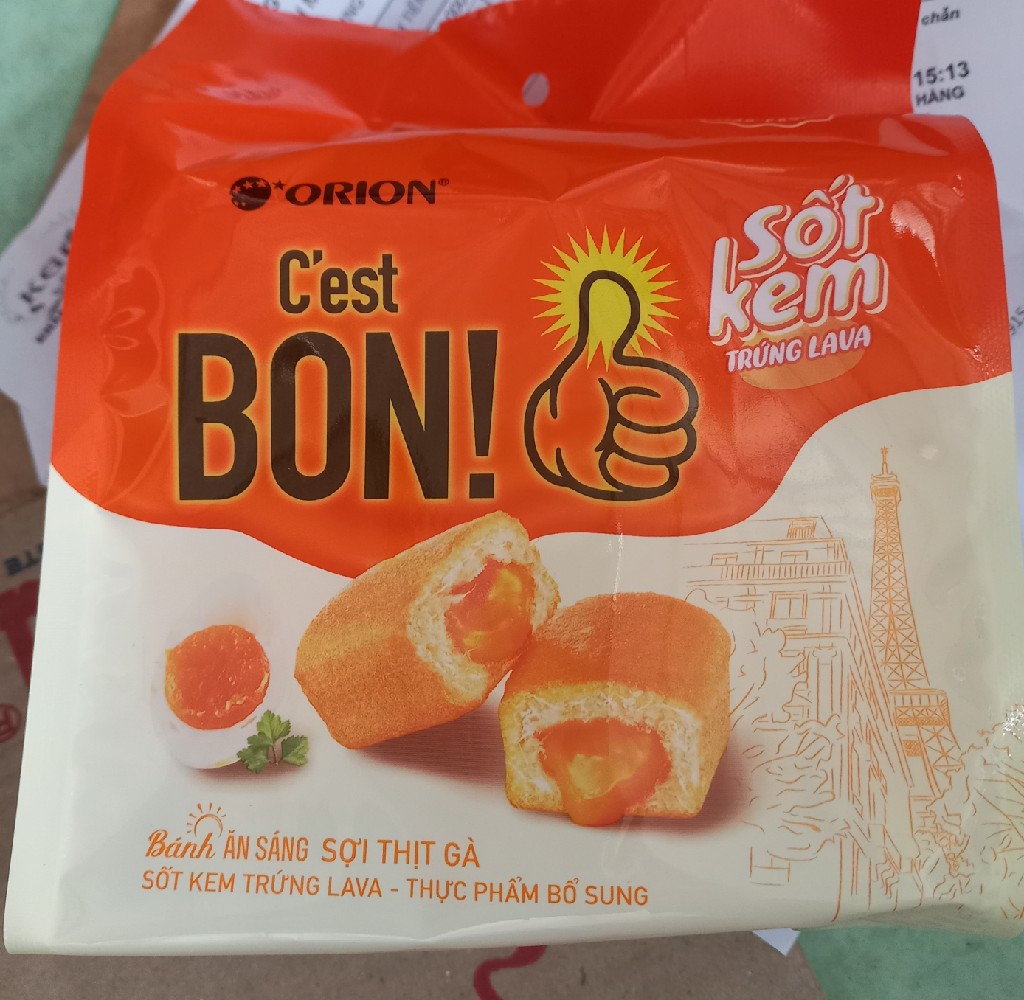 chẵn
15:13
HÀNG
ORION®
C'est
BON!
sốt
kem
TRỨNG LAVA
Bánh ĂN SÁNG SỢI THỊT GÀ
SỐT KEM TRỨNG LAVA - THỰC PHẨM BỔ SUNG